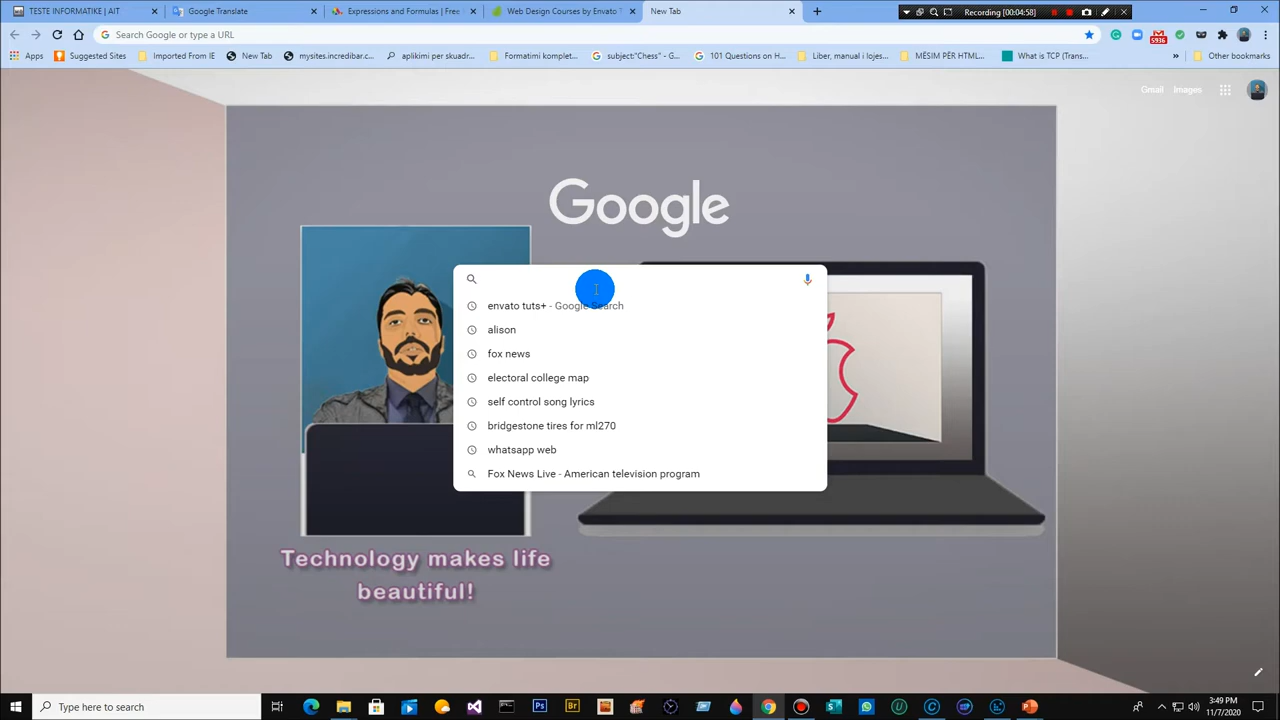 TESTE INFORMATIKE | AIT
Google Translate
Expressions and Formulas | Free
Web Design Courses by Envato T
New Tab
Recording [00:04:58]
Search Google or type a URL
5936
Apps
Suggested Sites
Imported From IE
New Tab
mysites.incredibar.c...
aplikimi per skuadr...
Formatimi komplet...
subject:"Chess" - G...
101 Questions on H...
Liber, manual i lojes...
MËSIM PËR HTML...
What is TCP (Trans...
»
Other bookmarks
Gmail
Images
Google
envato tuts+ - Google Search
alison
fox news
electoral college map
self control song lyrics
bridgestone tires for ml270
whatsapp web
Fox News Live - American television program
Technology makes life
beautiful!
Type here to search
3:49 PM
11/7/2020